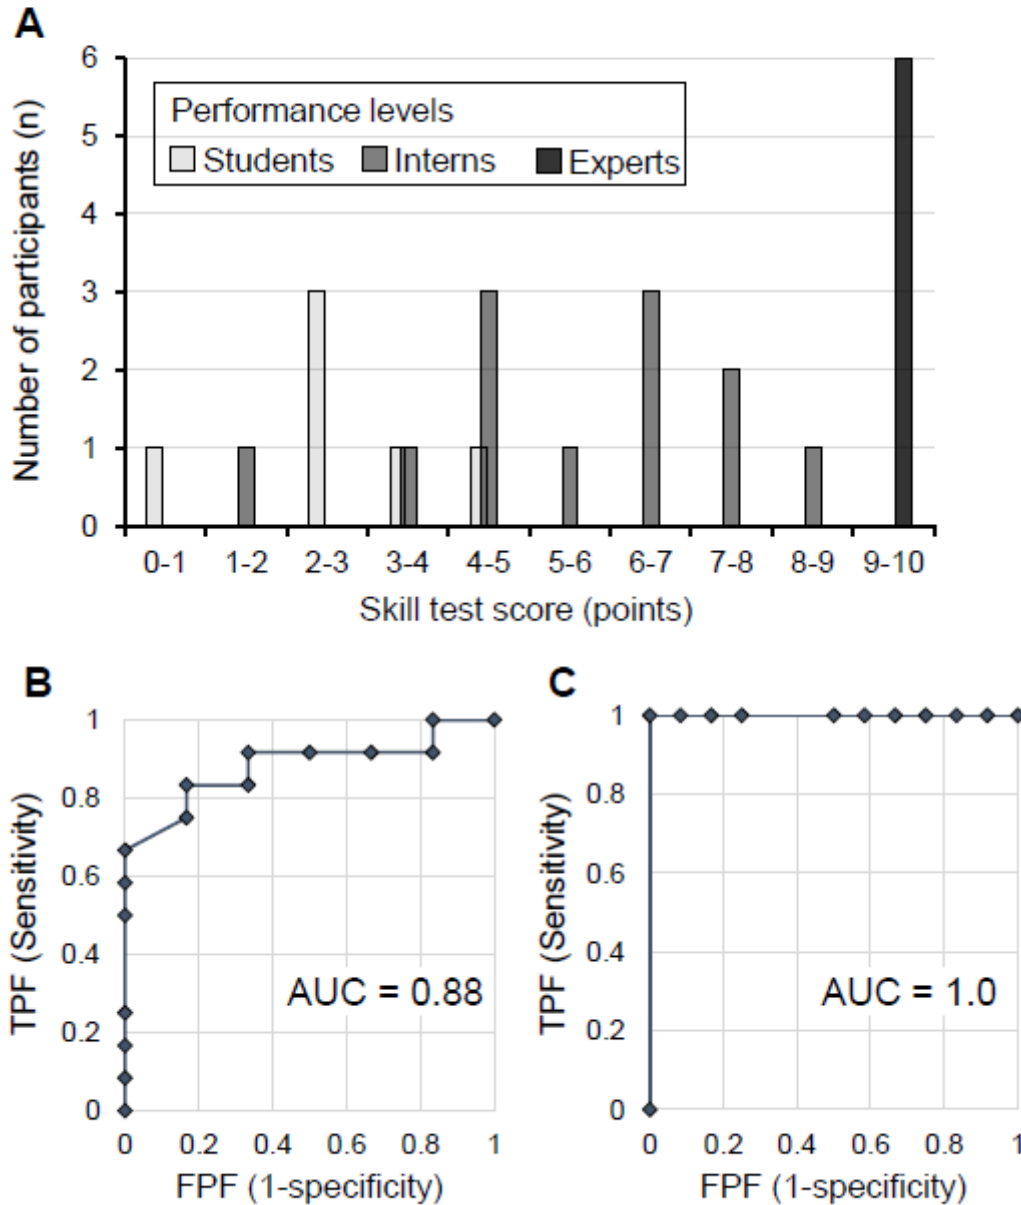 A
Number of participants (n)
6
5
4
3
2
1
0
Performance levels
Students Interns Experts
0-1 1-2 2-3 3-4 4-5 5-6 6-7 7-8 8-9 9-10
Skill test score (points)
B
TPF (Sensitivity)
1
0.8
0.6
0.4
0.2
0
AUC = 0.88
0 0.2 0.4 0.6 0.8 1
FPF (1-specificity)
C
TPF (Sensitivity)
1
0.8
0.6
0.4
0.2
0
AUC = 1.0
0 0.2 0.4 0.6 0.8 1
FPF (1-specificity)